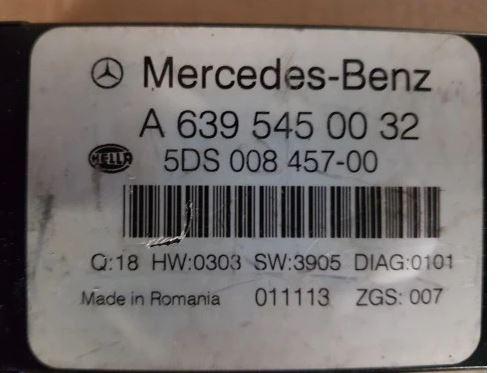 Mercedes-Benz
A 639 545 00 32
HELLA 5DS 008 457-00
Q:18 HW:0303 SW:3905 DIAG:0101
Made in Romania 011113 ZGS: 007